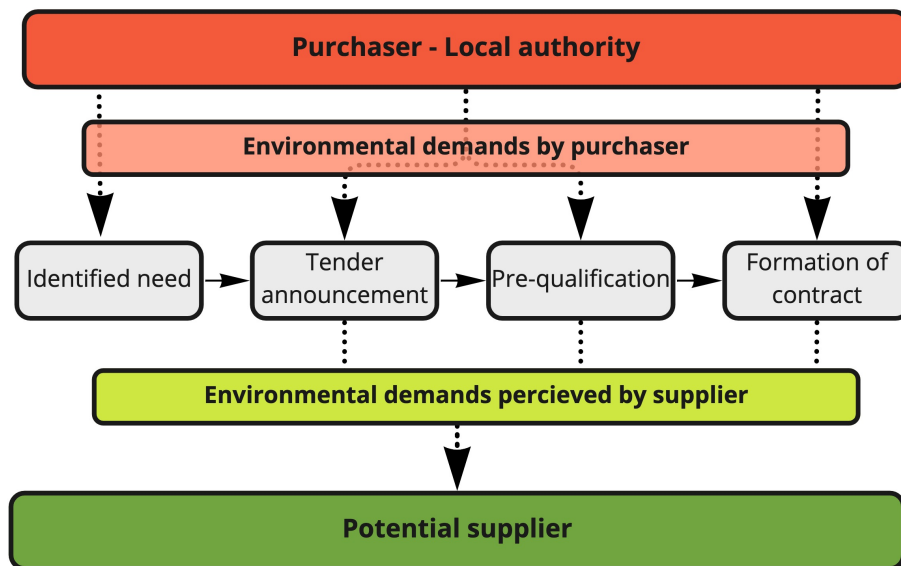 Purchaser - Local authority
Environmental demands by purchaser
Identified need
Tender
announcement
Pre-qualification
Formation of
contract
Environmental demands percieved by supplier
Potential supplier